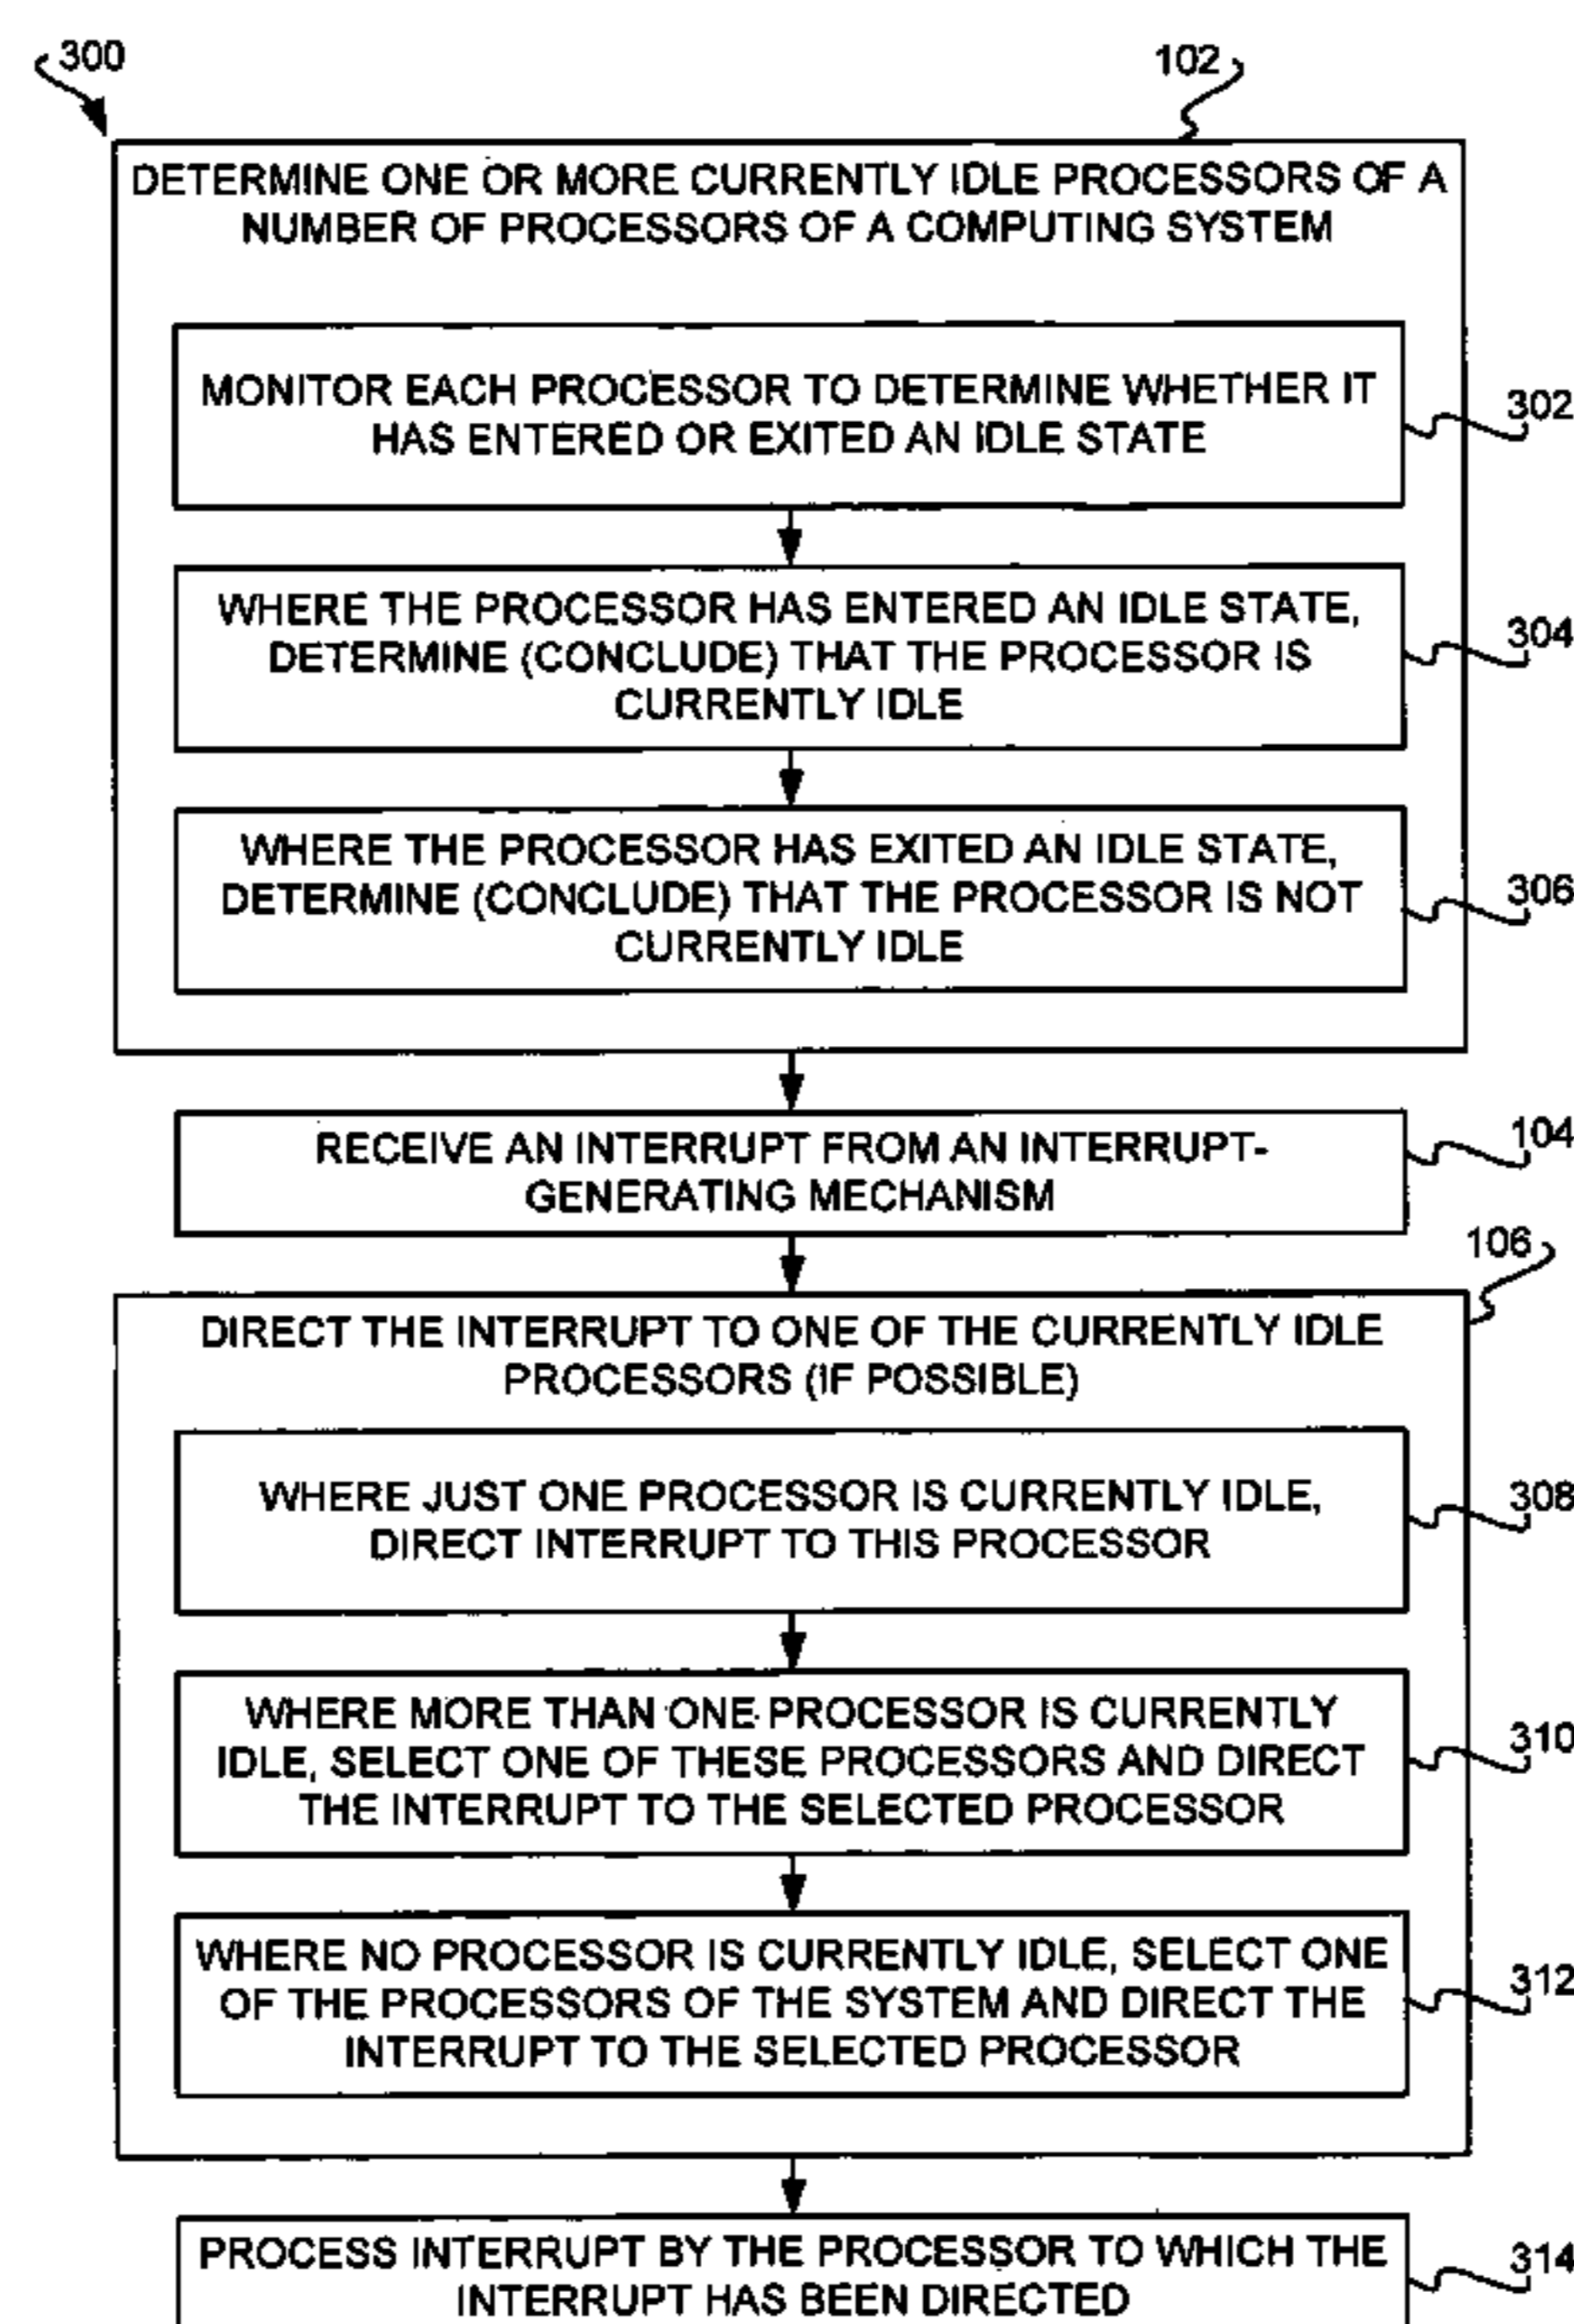 300
102
DETERMINE ONE OR MORE CURRENTLY IDLE PROCESSORS OF A
NUMBER OF PROCESSORS OF A COMPUTING SYSTEM
MONITOR EACH PROCESSOR TO DETERMINE WHETHER IT
HAS ENTERED OR EXITED AN IDLE STATE
302
WHERE THE PROCESSOR HAS ENTERED AN IDLE STATE,
DETERMINE (CONCLUDE) THAT THE PROCESSOR IS
CURRENTLY IDLE
304
WHERE THE PROCESSOR HAS EXITED AN IDLE STATE,
DETERMINE (CONCLUDE) THAT THE PROCESSOR IS NOT
CURRENTLY IDLE
306
RECEIVE AN INTERRUPT FROM AN INTERRUPT-
GENERATING MECHANISM
104
106
DIRECT THE INTERRUPT TO ONE OF THE CURRENTLY IDLE
PROCESSORS (IF POSSIBLE)
WHERE JUST ONE PROCESSOR IS CURRENTLY IDLE,
DIRECT INTERRUPT TO THIS PROCESSOR
308
WHERE MORE THAN ONE PROCESSOR IS CURRENTLY
IDLE, SELECT ONE OF THESE PROCESSORS AND DIRECT
THE INTERRUPT TO THE SELECTED PROCESSOR
310
WHERE NO PROCESSOR IS CURRENTLY IDLE, SELECT ONE
OF THE PROCESSORS OF THE SYSTEM AND DIRECT THE
INTERRUPT TO THE SELECTED PROCESSOR
312
PROCESS INTERRUPT BY THE PROCESSOR TO WHICH THE
INTERRUPT HAS BEEN DIRECTED
314